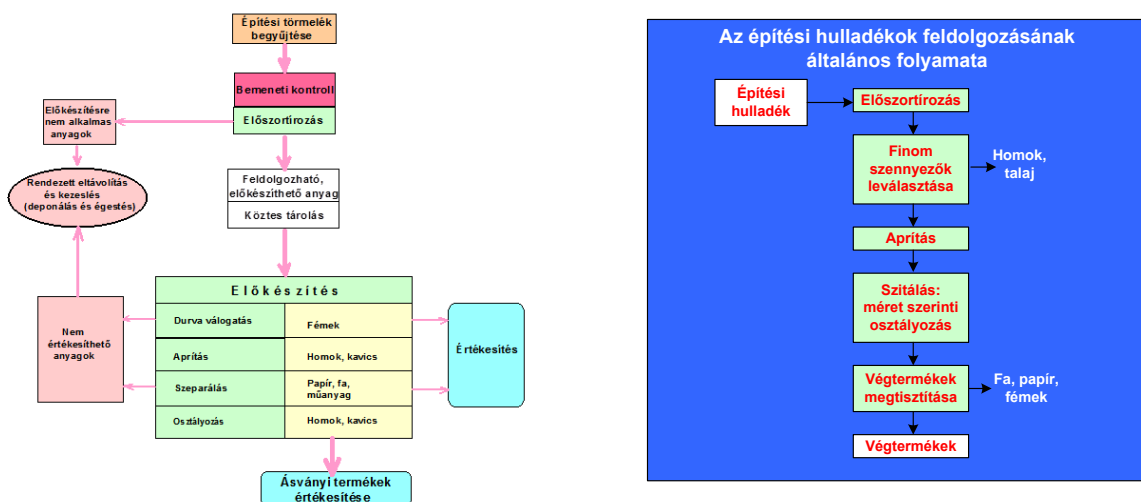 Építési törmelék
begyűjtése
Bemeneti kontroll
Előszortírozás
Előkészítésre
nem alkalmas
anyagok
Rendezett eltávolítás
és kezeslés
(deponálás és égestés)
Feldolgozható,
előkészíthető anyag
Köztes tárolás
Előkészítés
Durva válogatás
Fémek
Aprítás
Homok, kavics
Szeparálás
Papír, fa,
műanyag
Osztályozás
Homok, kavics
Nem
értékesíthető
anyagok
Értékesítés
Ásványi termékek
értékesítése
Az építési hulladékok feldolgozásának
általános folyamata
Építési
hulladék
Előszortírozás
Finom
szennyezők
leválasztása
Homok,
talaj
Aprítás
Szitálás:
méret szerinti
osztályozás
Végtermékek
megtisztítása
Fa, papír,
fémek
Végtermékek